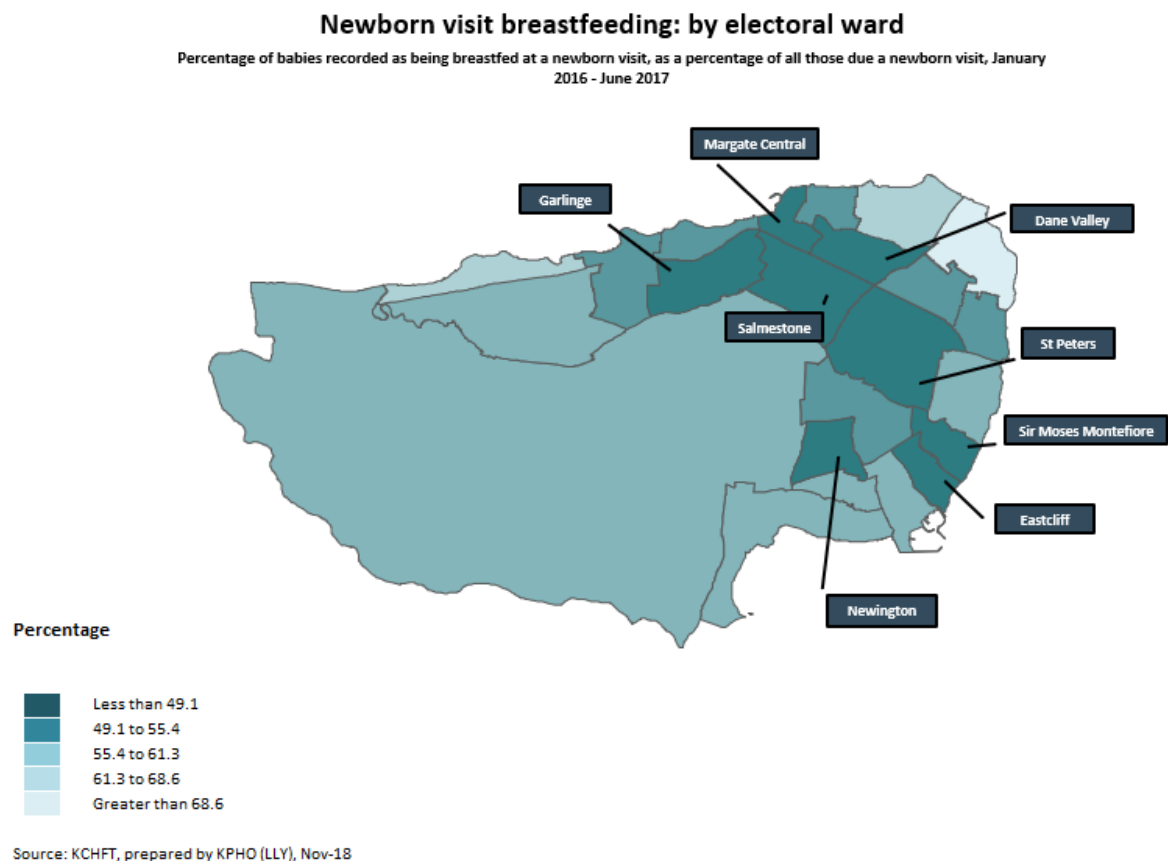 Newborn visit breastfeeding: by electoral ward
Percentage of babies recorded as being breastfed at a newborn visit, as a percentage of all those due a newborn visit, January
2016 - June 2017
Margate Central
Garlinge
Dane Valley
Salmestone
St Peters
Sir Moses Montefiore
Eastcliff
Newington
Percentage
Less than 49.1
49.1 to 55.4
55.4 to 61.3
61.3 to 68.6
Greater than 68.6
Source: KCHFT, prepared by KPHO (LLY), Nov-18